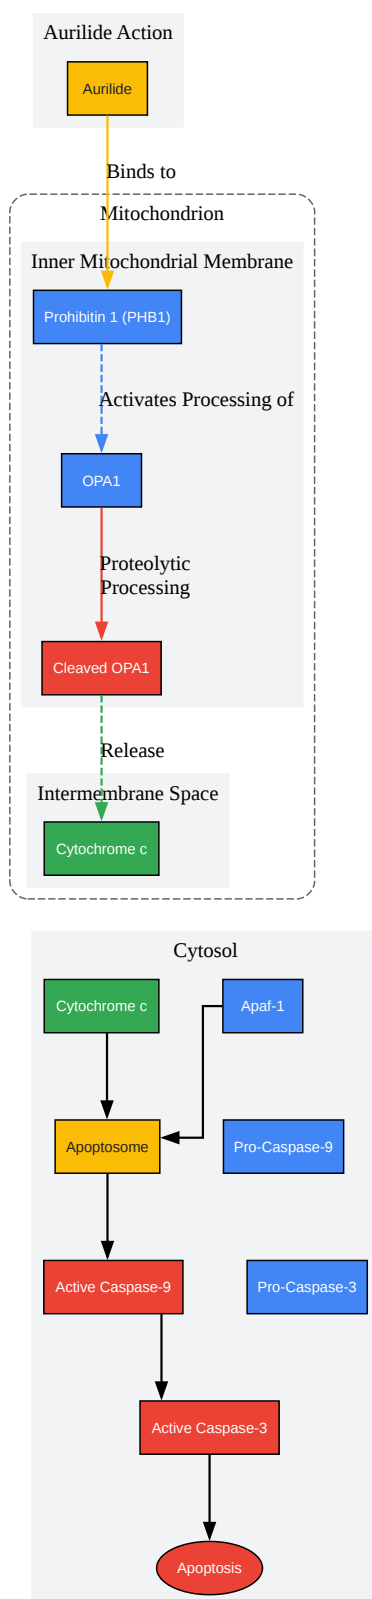 Aurilide Action
Aurilide
Binds to
Mitochondrion
Inner Mitochondrial Membrane
Prohibitin 1 (PHB1)
Activates Processing of
OPA1
Proteolytic
Processing
Cleaved OPA1
Release
Intermembrane Space
Cytochrome c
Cytosol
Cytochrome c
Apaf-1
Apoptosome
Pro-Caspase-9
Active Caspase-9
Pro-Caspase-3
Active Caspase-3
Apoptosis